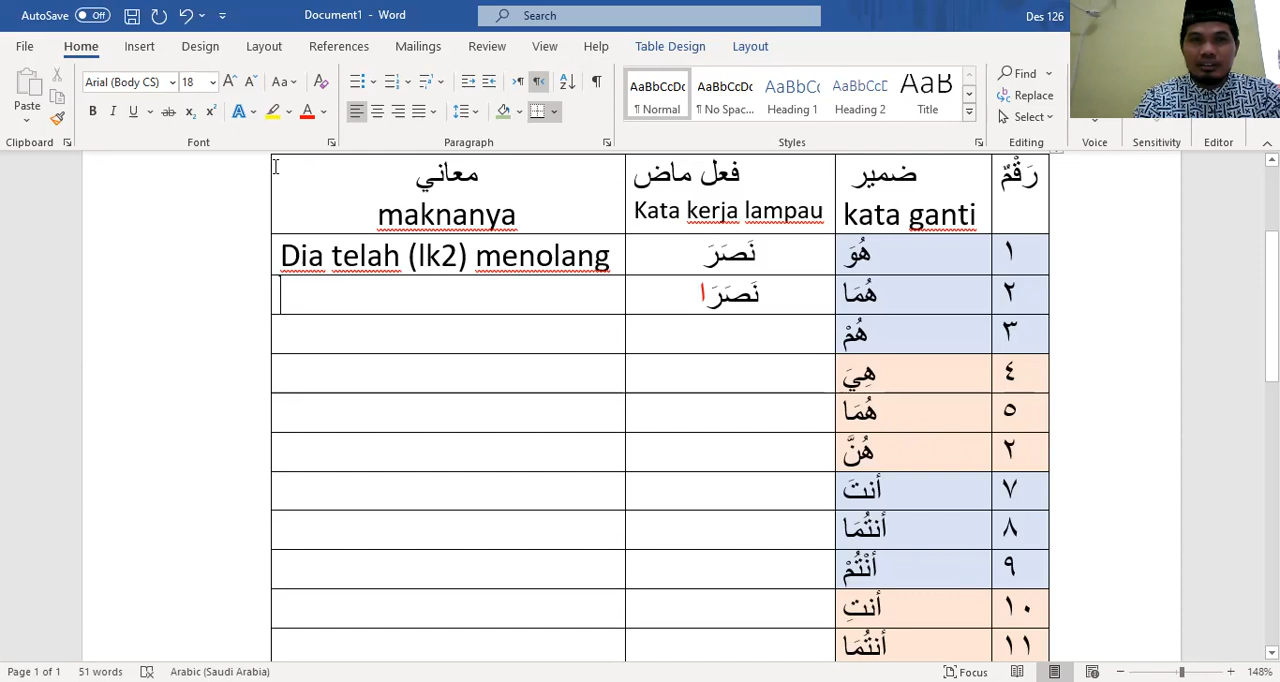 AutoSave Off Document1 - Word Search Des 126
File Home Insert Design Layout References Mailings Review View Help Table Design Layout
Paste
Arial (Body CS) 18
AaBbCcDc AaBbCcDc AaBbCc AaBbCcD AaB
¶ Normal ¶ No Spac... Heading 1 Heading 2 Title
Find
Replace
Select
Clipboard Font Paragraph Styles Editing Voice Sensitivity Editor
رَقْمٌ ضمير فعل ماض معاني
kata ganti Kata kerja lampau maknanya
١ هُوَ نَصَرَ Dia telah (lk2) menolang
٢ هُمَا نَصَرَا
٣ هُمْ
٤ هِيَ
٥ هُمَا
٢ هُنَّ
٧ أنتَ
٨ أنتُمَا
٩ أنْتُمْ
١٠ أنتِ
١١ أنتُمَا
Page 1 of 1 51 words Arabic (Saudi Arabia) Focus 148%